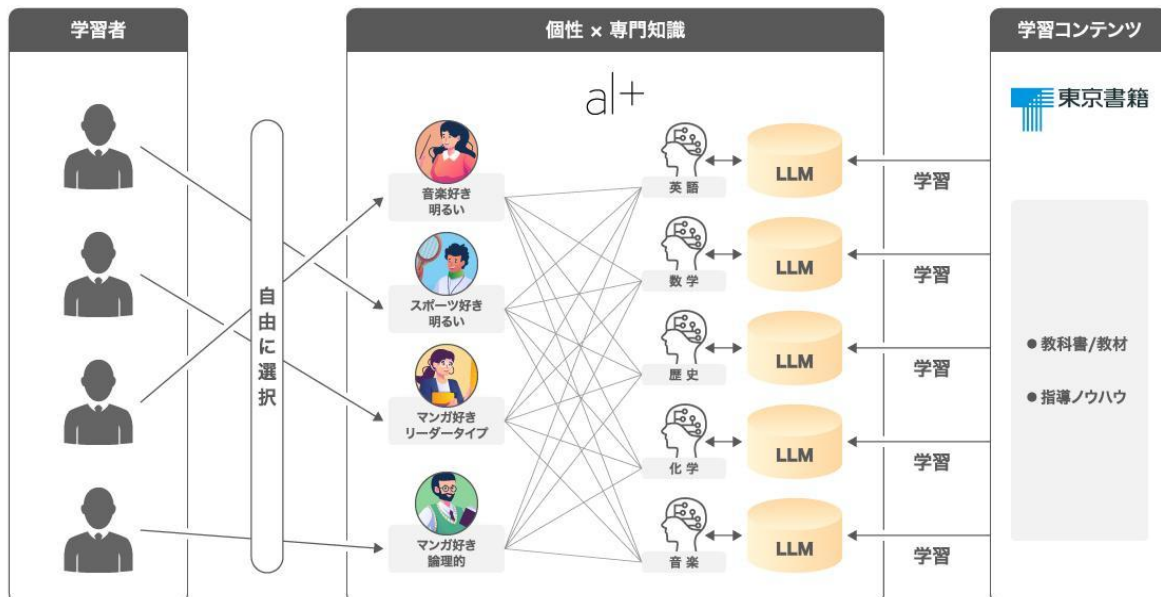 学習者
個性 × 専門知識
学習コンテンツ
al+
東京書籍
自由に選択
音楽好き
明るい
スポーツ好き
明るい
マンガ好き
リーダータイプ
マンガ好き
論理的
英語
LLM
学習
数学
LLM
学習
歴史
LLM
学習
化学
LLM
学習
音楽
LLM
学習
● 教科書/教材
● 指導ノウハウ